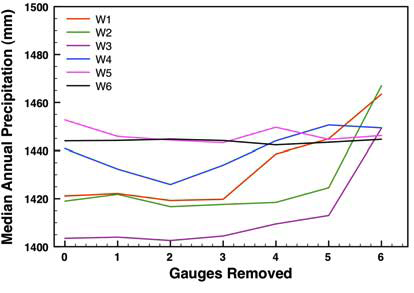 1500
1480
1460
1440
1420
1400
Median Annual Precipitation (mm)
W1
W2
W3
W4
W5
W6
0 1 2 3 4 5 6
Gauges Removed